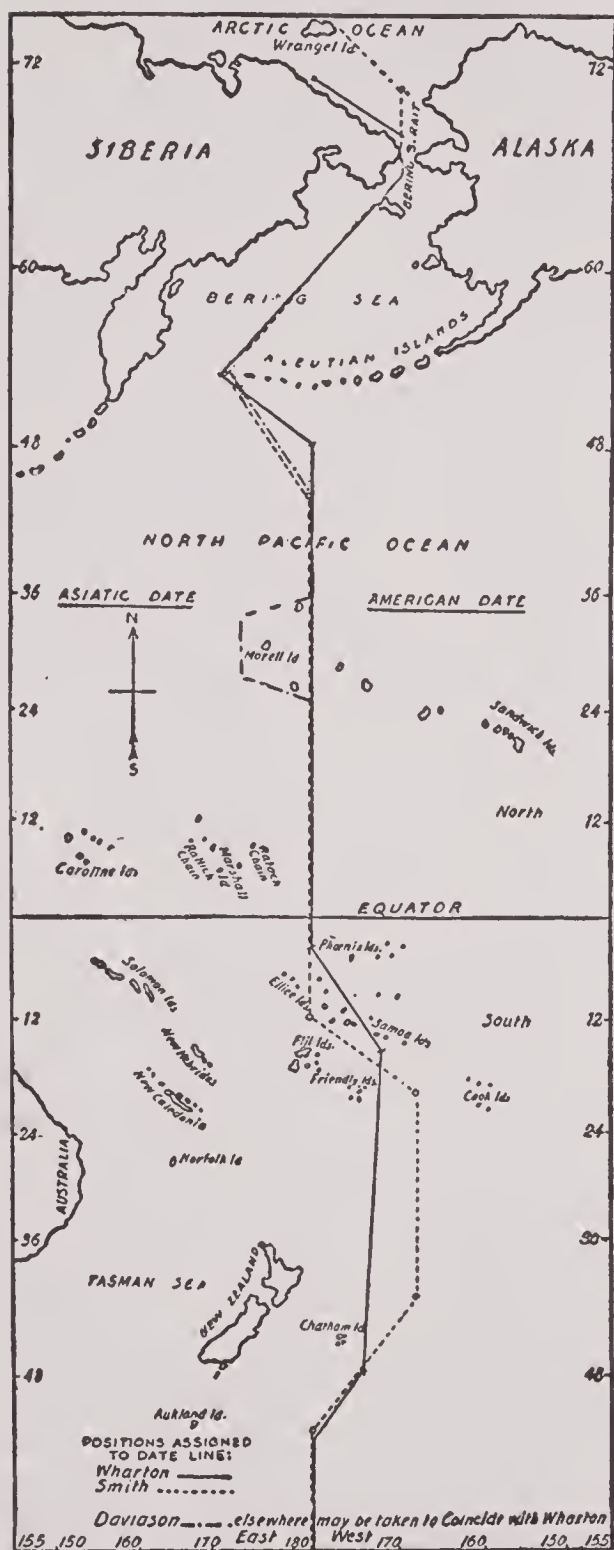 ARCTIC OCEAN
Wrangel Id.
72 72
SIBERIA
ALASKA
60 60
BERING SEA
ALEUTIAN ISLANDS
48 48
NORTH PACIFIC OCEAN
36 36
ASIATIC DATE
AMERICAN DATE
N
S
Morell Id
24 24
Sandwich Ids
North
12 12
Caroline Ids
Ralick Chain
Marshall Id
Ratack Chain
EQUATOR
Phœnix Ids.
Solomon Ids
Ellice Ids
12 12
South
Samoa Ids
New Hebrides
Fiji Ids.
Friendly Ids.
Cook Ids
New Caledonia
24 24
AUSTRALIA
Norfolk Id
36 36
TASMAN SEA
NEW ZEALAND
Chatham Id
48 48
Aukland Id.
POSITIONS ASSIGNED
TO DATE LINE:
Wharton
Smith
Davidson elsewhere may be taken to Coincide with Wharton
East West
155 150 160 170 180 170 160 150 155